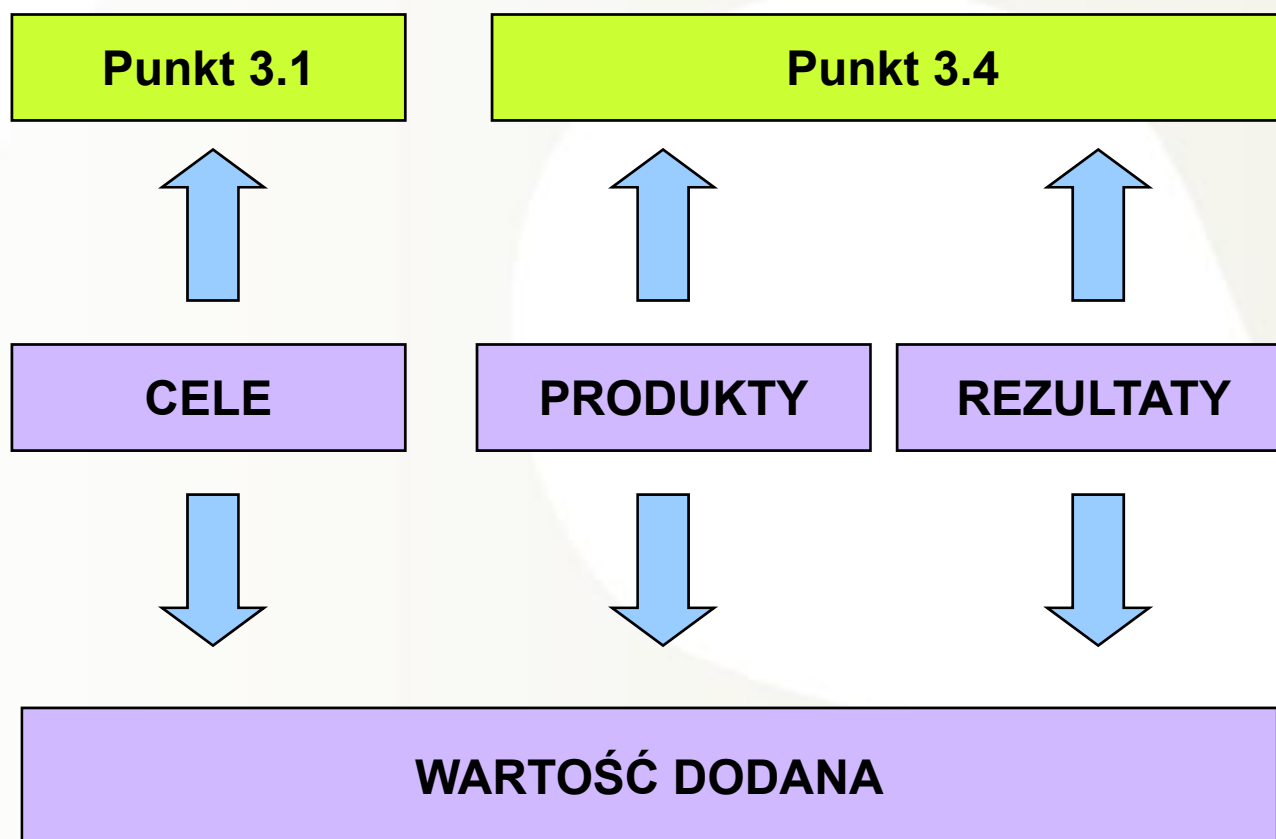 Punkt 3.1
Punkt 3.4
CELE
PRODUKTY
REZULTATY
WARTOŚĆ DODANA